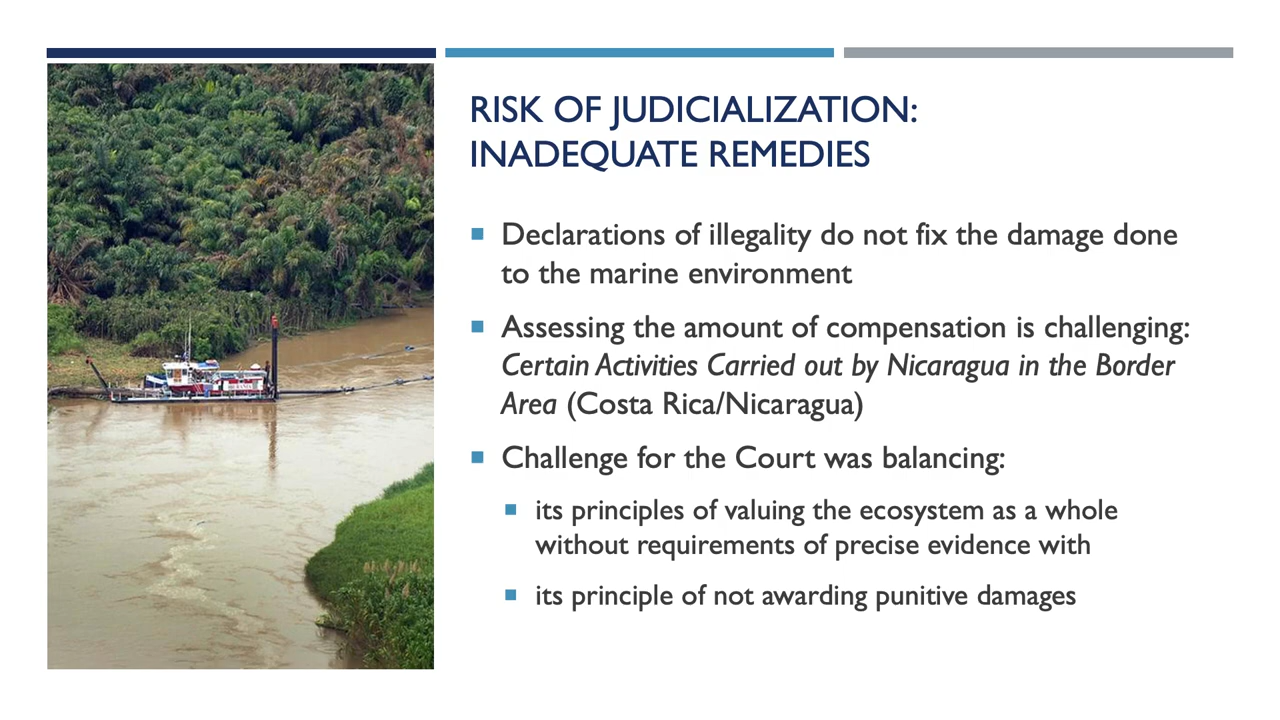 RISK OF JUDICIALIZATION:
INADEQUATE REMEDIES
Declarations of illegality do not fix the damage done
to the marine environment
Assessing the amount of compensation is challenging:
Certain Activities Carried out by Nicaragua in the Border
Area (Costa Rica/Nicaragua)
Challenge for the Court was balancing:
its principles of valuing the ecosystem as a whole
without requirements of precise evidence with
its principle of not awarding punitive damages